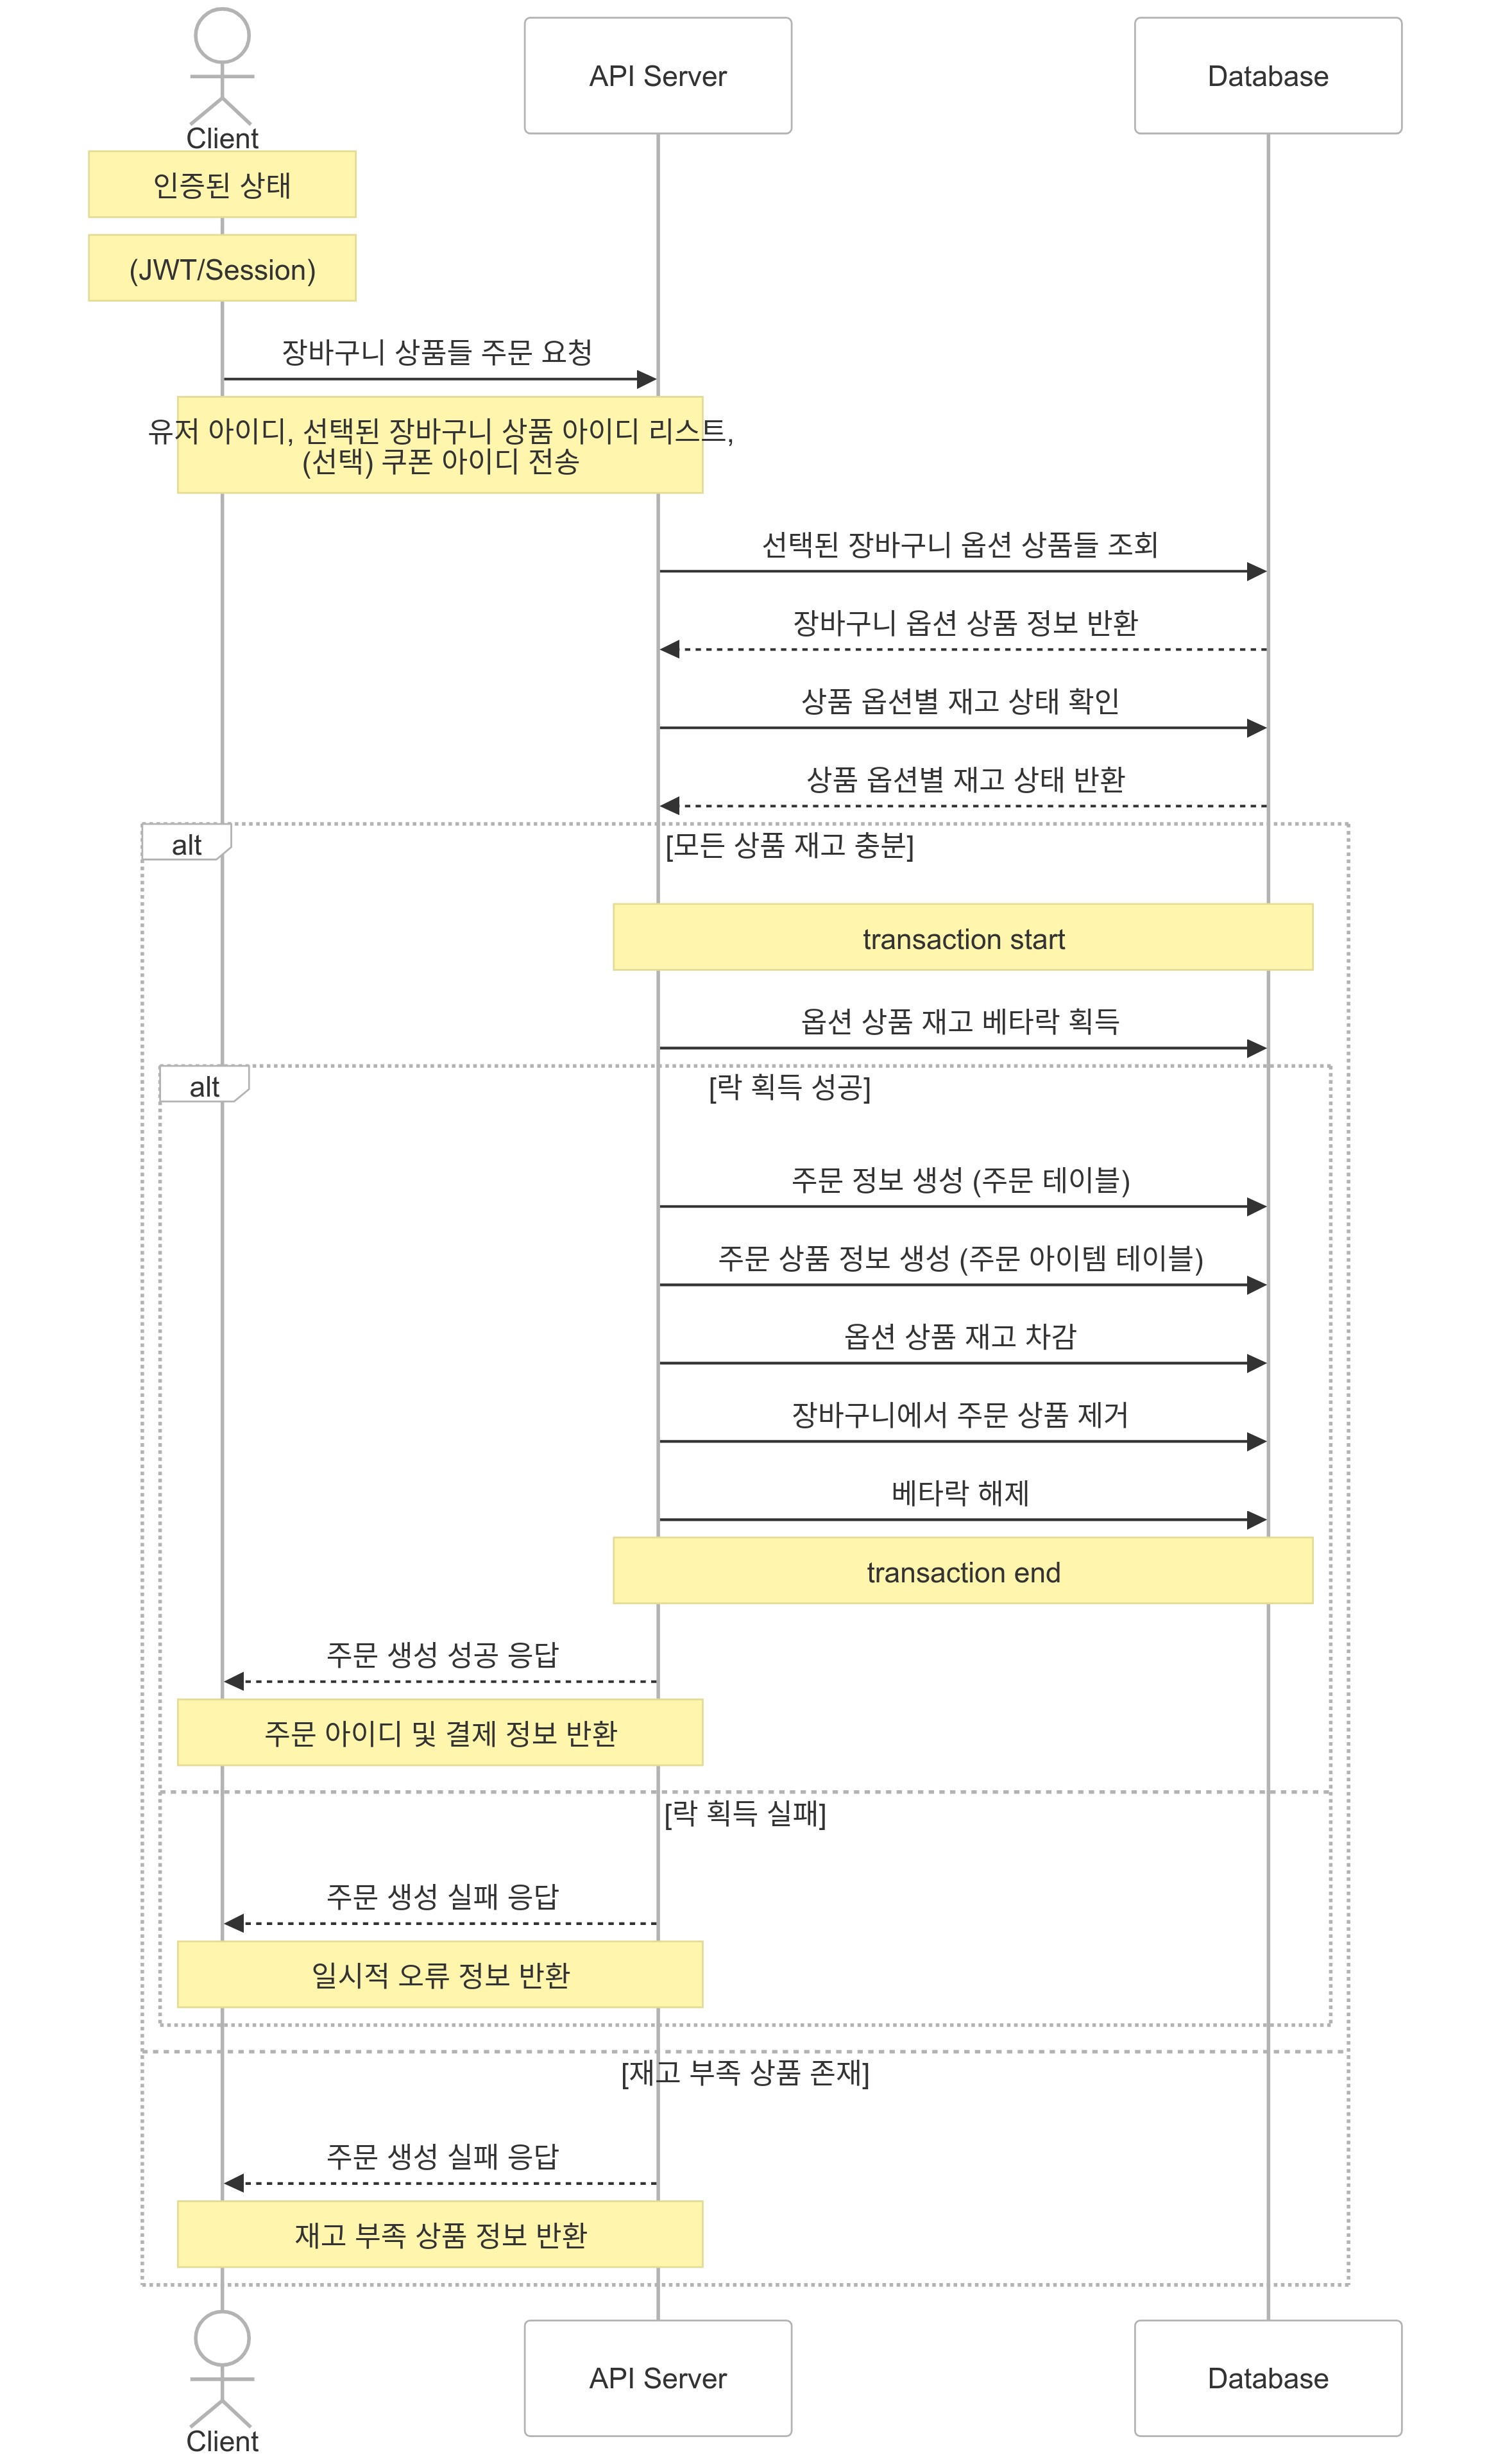 Client
API Server
Database
인증된 상태
(JWT/Session)
장바구니 상품들 주문 요청
유저 아이디, 선택된 장바구니 상품 아이디 리스트,
(선택) 쿠폰 아이디 전송
선택된 장바구니 옵션 상품들 조회
장바구니 옵션 상품 정보 반환
상품 옵션별 재고 상태 확인
상품 옵션별 재고 상태 반환
alt
[모든 상품 재고 충분]
transaction start
옵션 상품 재고 베타락 획득
alt
[락 획득 성공]
주문 정보 생성 (주문 테이블)
주문 상품 정보 생성 (주문 아이템 테이블)
옵션 상품 재고 차감
장바구니에서 주문 상품 제거
베타락 해제
transaction end
주문 생성 성공 응답
주문 아이디 및 결제 정보 반환
[락 획득 실패]
주문 생성 실패 응답
일시적 오류 정보 반환
[재고 부족 상품 존재]
주문 생성 실패 응답
재고 부족 상품 정보 반환
Client
API Server
Database